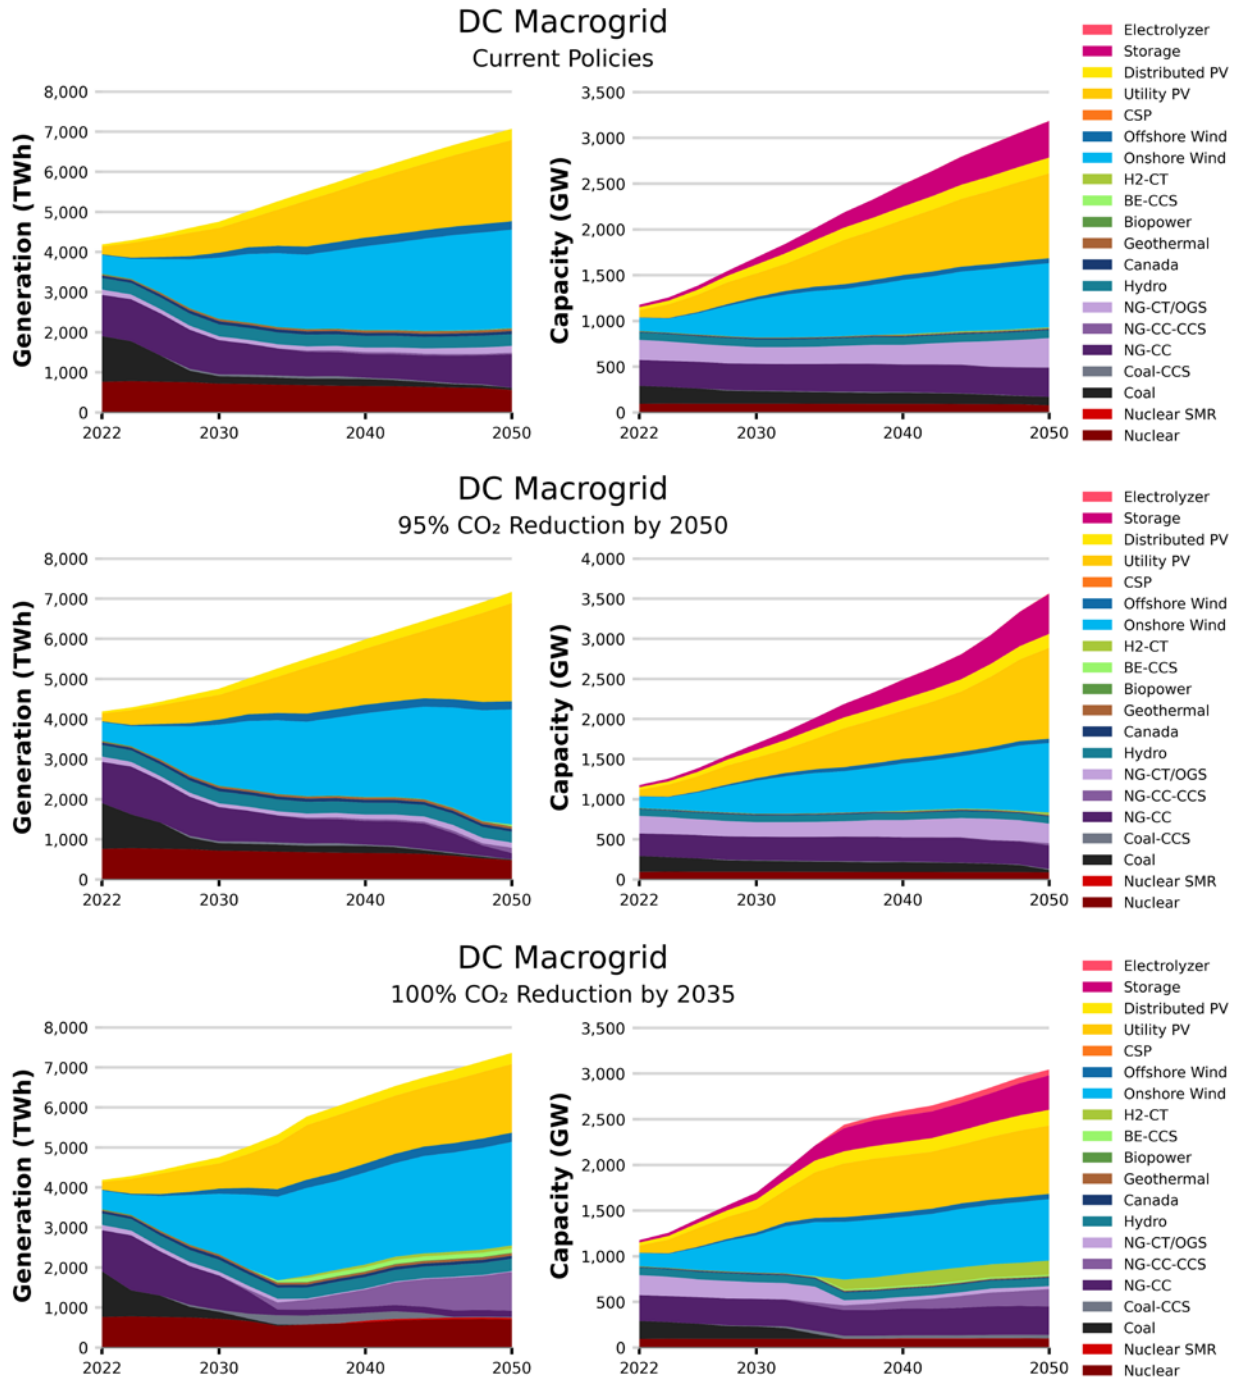 DC Macrogrid
Current Policies
Generation (TWh)
8,000
7,000
6,000
5,000
4,000
3,000
2,000
1,000
0
2022 2030 2040 2050
Capacity (GW)
3,500
3,000
2,500
2,000
1,500
1,000
500
0
2022 2030 2040 2050
Electrolyzer
Storage
Distributed PV
Utility PV
CSP
Offshore Wind
Onshore Wind
H2-CT
BE-CCS
Biopower
Geothermal
Canada
Hydro
NG-CT/OGS
NG-CC-CCS
NG-CC
Coal-CCS
Coal
Nuclear SMR
Nuclear
DC Macrogrid
95% CO₂ Reduction by 2050
Generation (TWh)
8,000
7,000
6,000
5,000
4,000
3,000
2,000
1,000
0
2022 2030 2040 2050
Capacity (GW)
4,000
3,500
3,000
2,500
2,000
1,500
1,000
500
0
2022 2030 2040 2050
Electrolyzer
Storage
Distributed PV
Utility PV
CSP
Offshore Wind
Onshore Wind
H2-CT
BE-CCS
Biopower
Geothermal
Canada
Hydro
NG-CT/OGS
NG-CC-CCS
NG-CC
Coal-CCS
Coal
Nuclear SMR
Nuclear
DC Macrogrid
100% CO₂ Reduction by 2035
Generation (TWh)
8,000
7,000
6,000
5,000
4,000
3,000
2,000
1,000
0
2022 2030 2040 2050
Capacity (GW)
3,500
3,000
2,500
2,000
1,500
1,000
500
0
2022 2030 2040 2050
Electrolyzer
Storage
Distributed PV
Utility PV
CSP
Offshore Wind
Onshore Wind
H2-CT
BE-CCS
Biopower
Geothermal
Canada
Hydro
NG-CT/OGS
NG-CC-CCS
NG-CC
Coal-CCS
Coal
Nuclear SMR
Nuclear